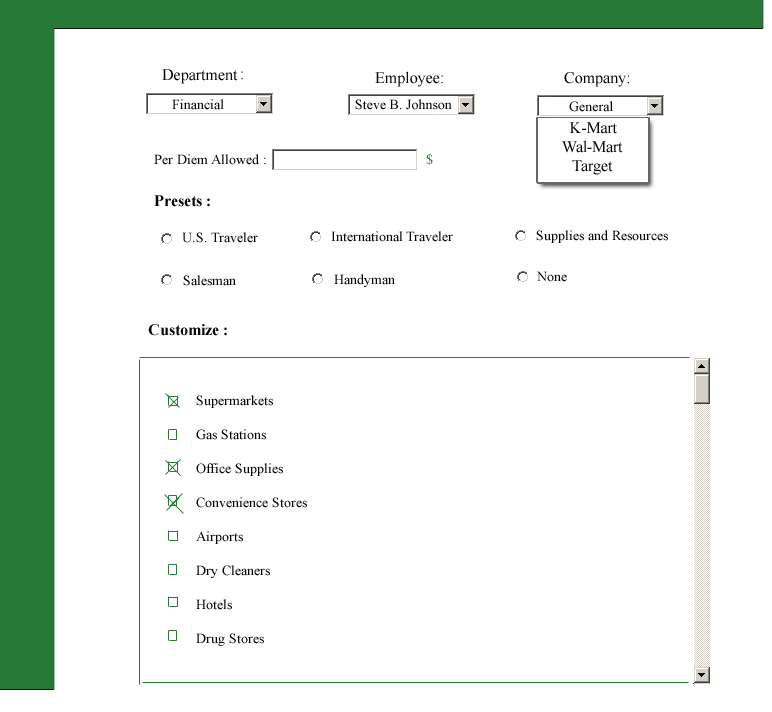 Department :
Employee:
Company:
Financial
Steve B. Johnson
General
K-Mart
Wal-Mart
Target
Per Diem Allowed :
$
Presets :
U.S. Traveler
International Traveler
Supplies and Resources
Salesman
Handyman
None
Customize :
Supermarkets
Gas Stations
Office Supplies
Convenience Stores
Airports
Dry Cleaners
Hotels
Drug Stores